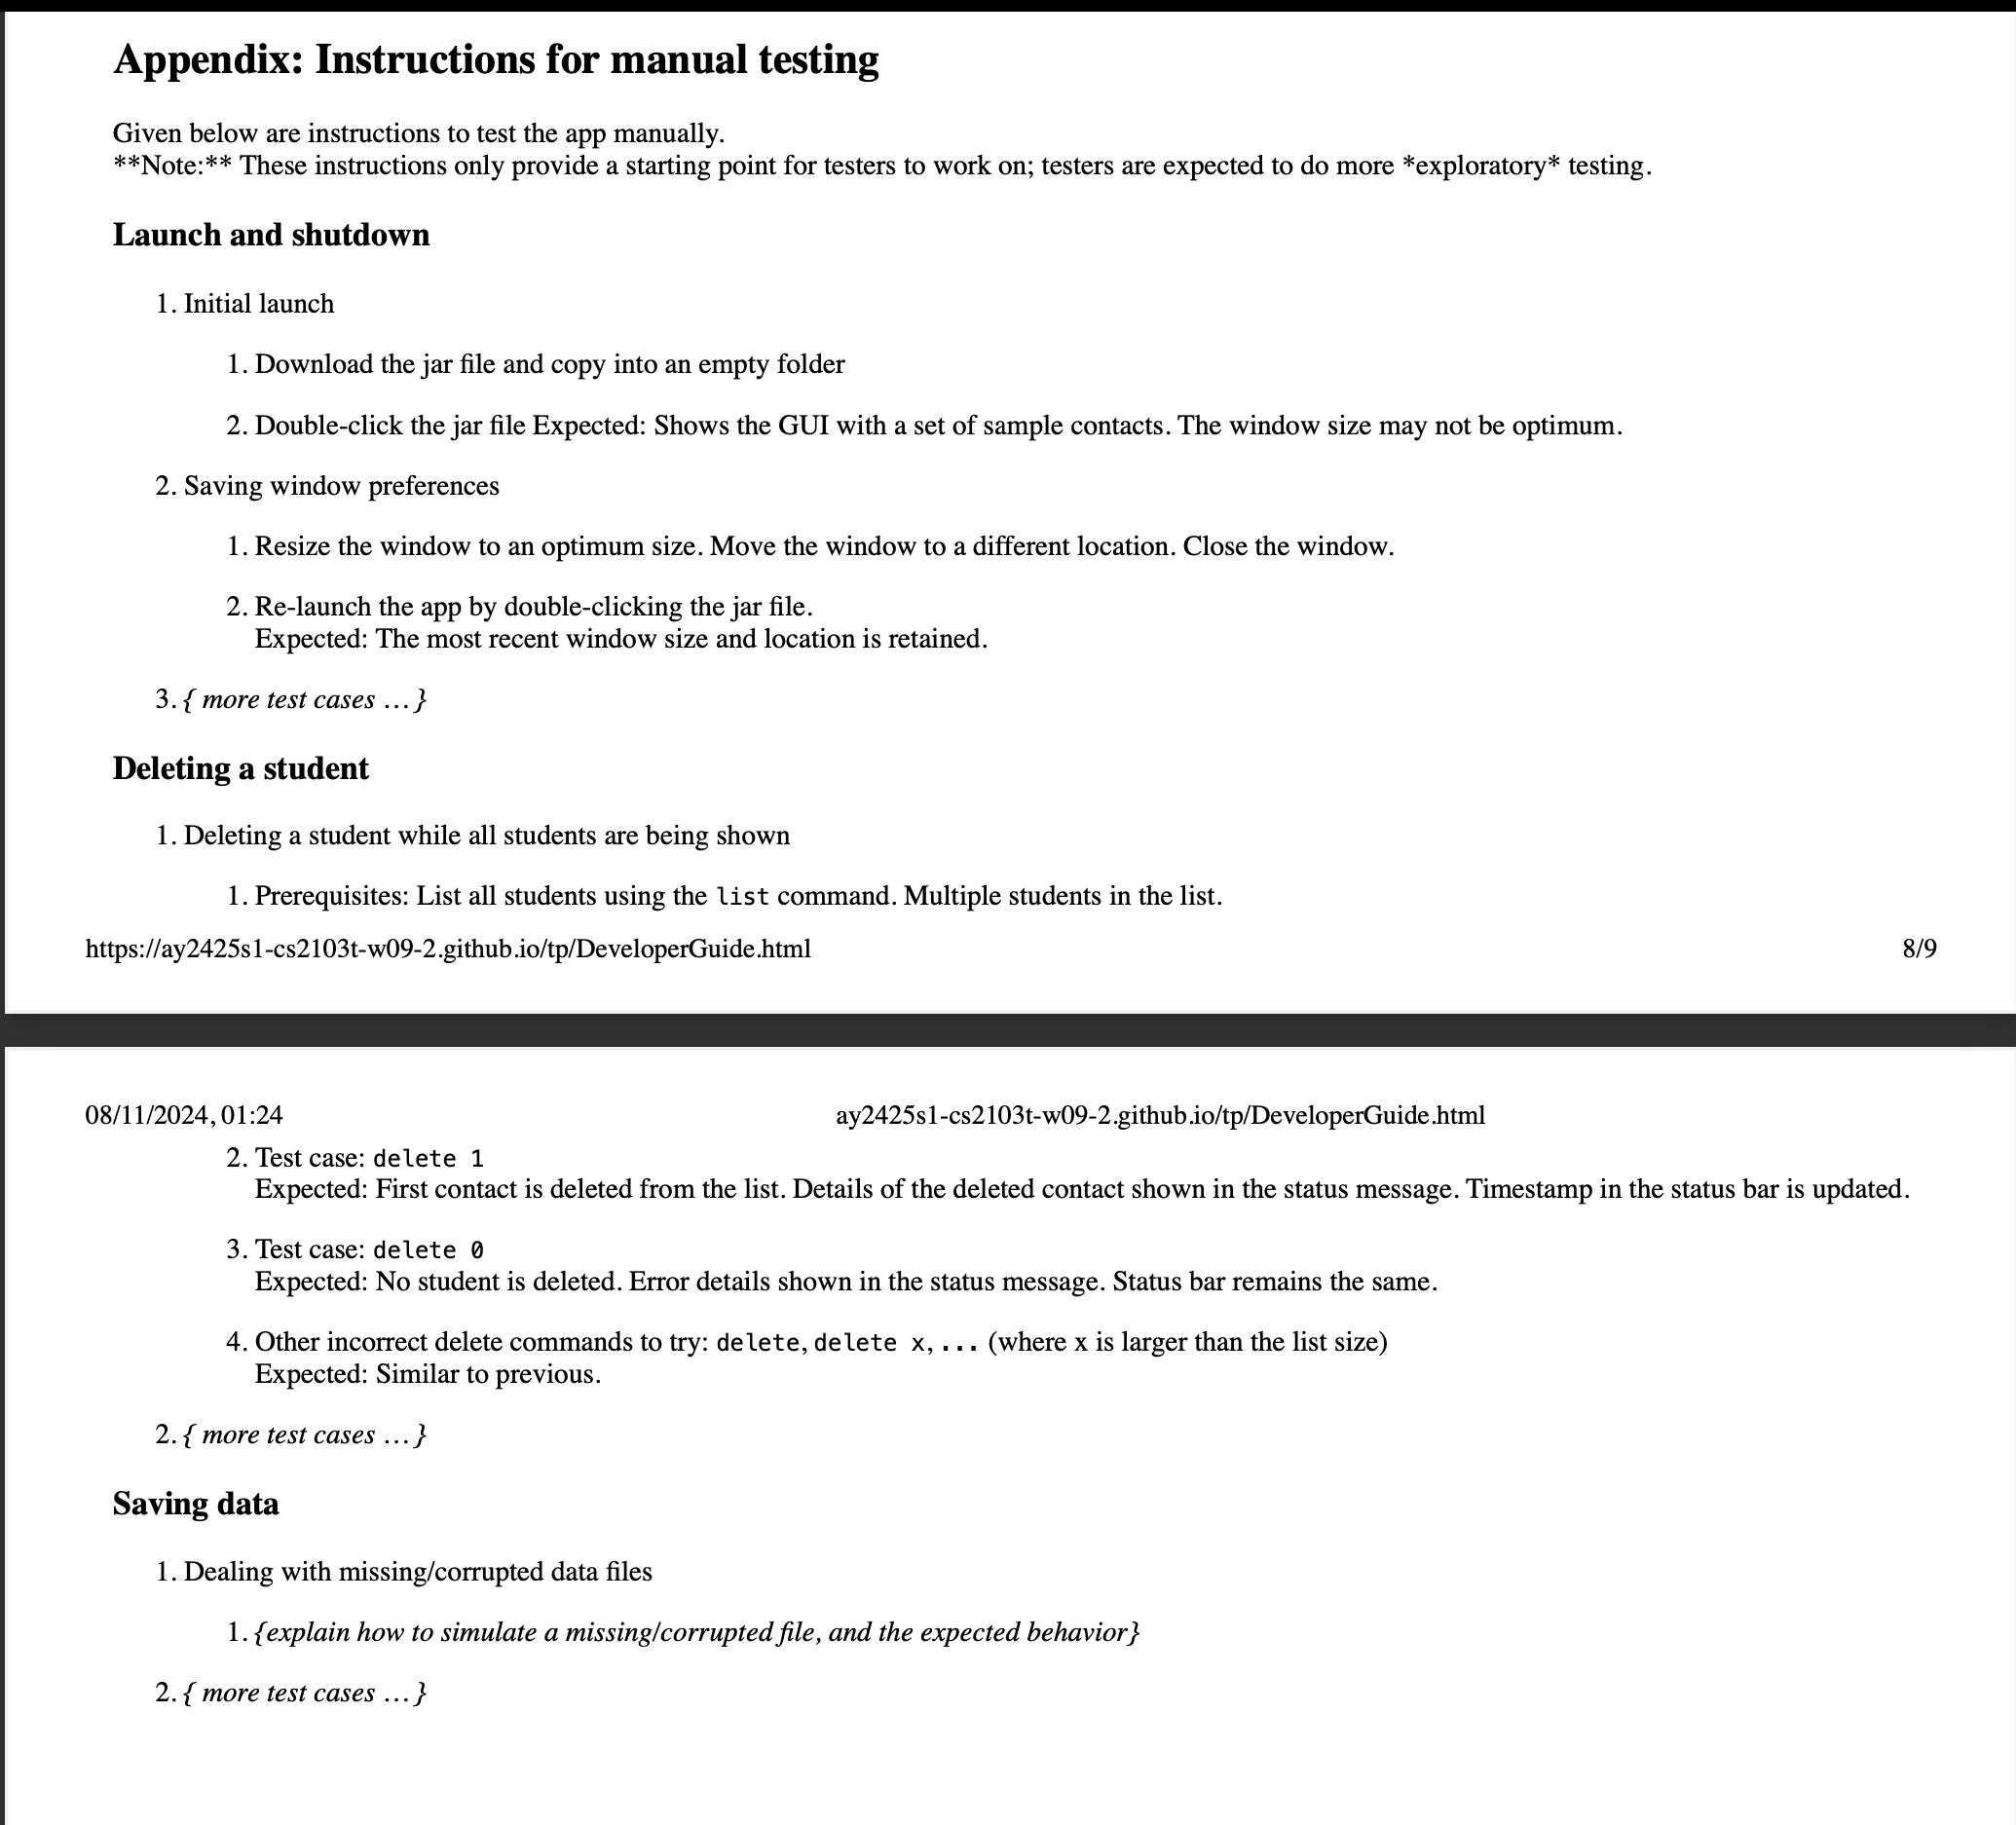 Appendix: Instructions for manual testing
Given below are instructions to test the app manually.
**Note:** These instructions only provide a starting point for testers to work on; testers are expected to do more *exploratory* testing.
Launch and shutdown
1. Initial launch
1. Download the jar file and copy into an empty folder
2. Double-click the jar file Expected: Shows the GUI with a set of sample contacts. The window size may not be optimum.
2. Saving window preferences
1. Resize the window to an optimum size. Move the window to a different location. Close the window.
2. Re-launch the app by double-clicking the jar file.
Expected: The most recent window size and location is retained.
3. { more test cases … }
Deleting a student
1. Deleting a student while all students are being shown
1. Prerequisites: List all students using the list command. Multiple students in the list.
https://ay2425s1-cs2103t-w09-2.github.io/tp/DeveloperGuide.html 8/9
08/11/2024, 01:24 ay2425s1-cs2103t-w09-2.github.io/tp/DeveloperGuide.html
2. Test case: delete 1
Expected: First contact is deleted from the list. Details of the deleted contact shown in the status message. Timestamp in the status bar is updated.
3. Test case: delete 0
Expected: No student is deleted. Error details shown in the status message. Status bar remains the same.
4. Other incorrect delete commands to try: delete, delete x, ... (where x is larger than the list size)
Expected: Similar to previous.
2. { more test cases … }
Saving data
1. Dealing with missing/corrupted data files
1. {explain how to simulate a missing/corrupted file, and the expected behavior}
2. { more test cases … }